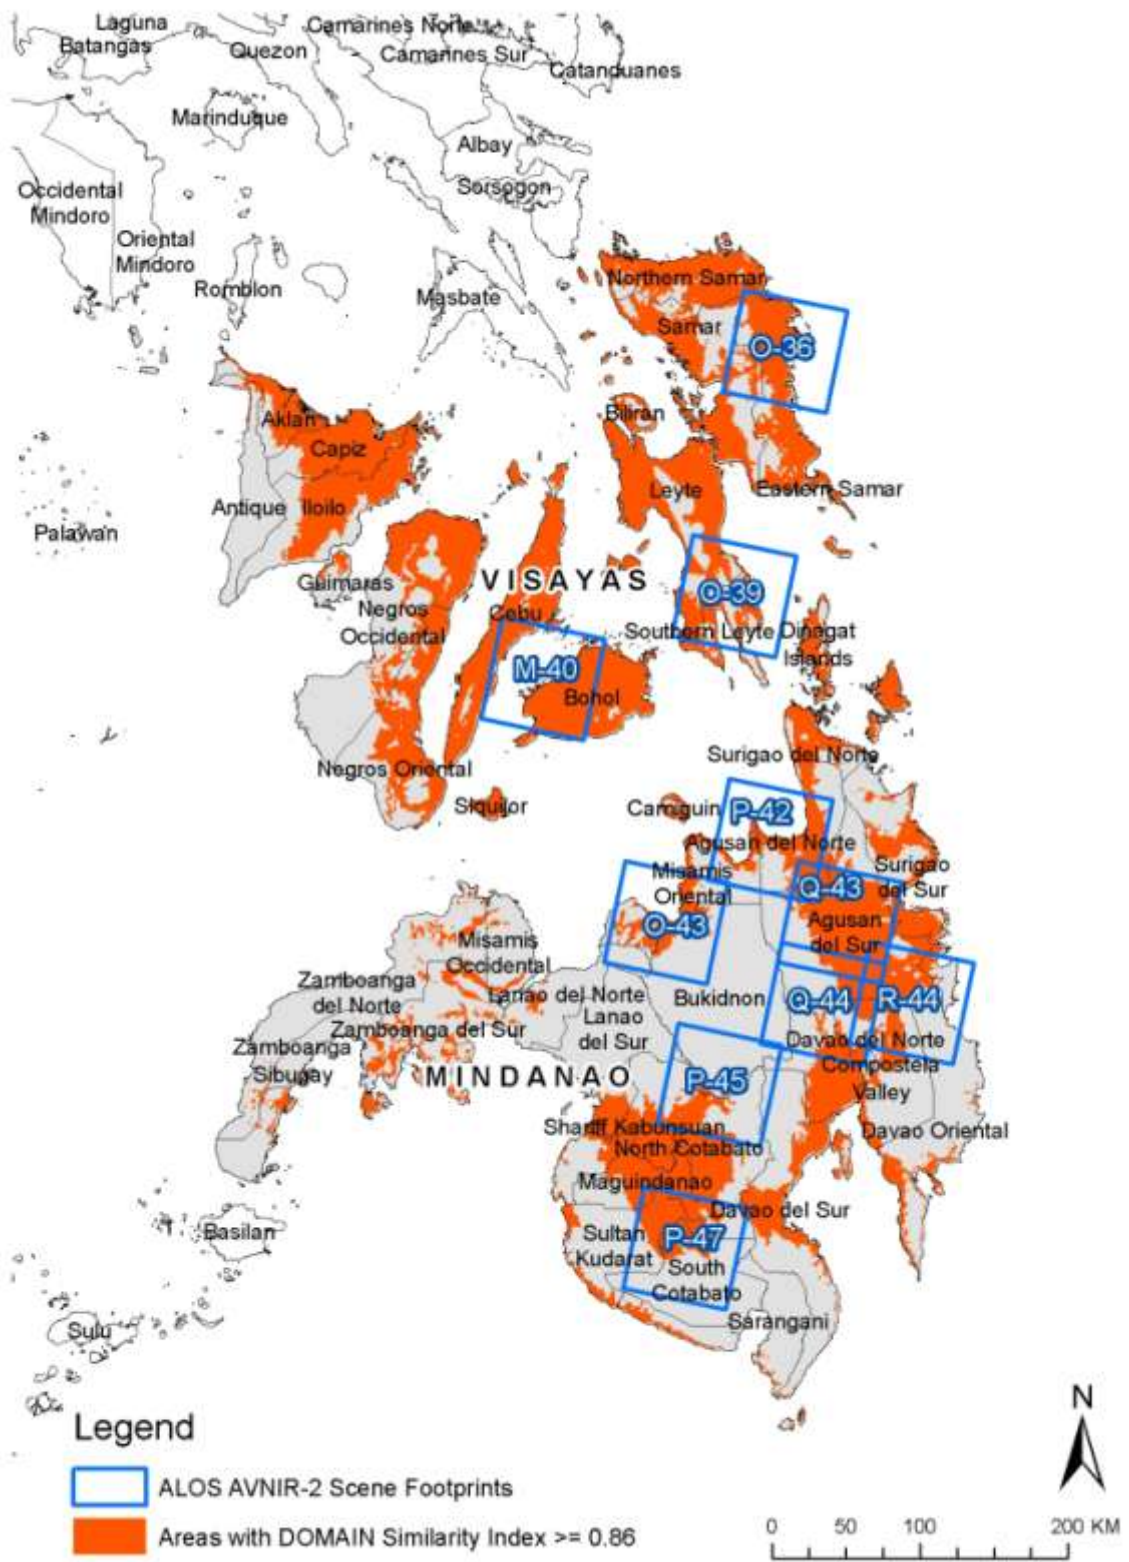 Laguna
Batangas
Quezon
Camarines Norte
Camarines Sur
Catanduanes
Marinduque
Albay
Sorsogon
Occidental
Mindoro
Oriental
Mindoro
Romblon
Masbate
Northern Samar
Samar
O-36
Biliran
Aklan
Capiz
Antique
Iloilo
Leyte
Eastern Samar
Palawan
Guimaras
VISAYAS
O-39
Negros
Occidental
Cebu
Southern Leyte
Dinagat
Islands
M-40
Bohol
Surigao del Norte
Negros Oriental
Siquijor
Camiguin
P-42
Agusan del Norte
Misamis
Oriental
Surigao
del Sur
Q-43
Agusan
del Sur
O-43
Misamis
Occidental
Zamboanga
del Norte
Lanao del Norte
Lanao
del Sur
Bukidnon
Q-44
R-44
Zamboanga del Sur
Davao del Norte
Zamboanga
Sibugay
MINDANAO
P-45
Compostela
Valley
Shariff Kabunsuan
North Cotabato
Davao Oriental
Maguindanao
Davao del Sur
Basilan
Sultan
Kudarat
P-47
South
Cotabato
Sarangani
Sulu
N
Legend
ALOS AVNIR-2 Scene Footprints
Areas with DOMAIN Similarity Index >= 0.86
0 50 100 200 KM